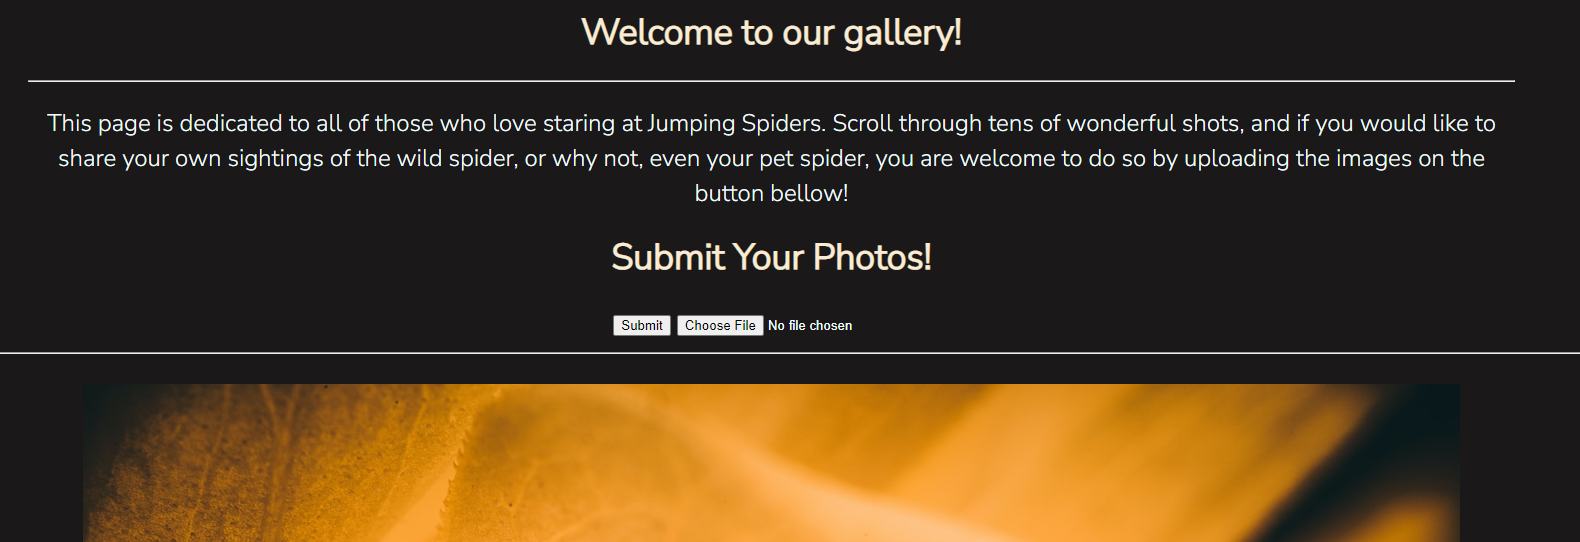 Welcome to our gallery!
This page is dedicated to all of those who love staring at Jumping Spiders. Scroll through tens of wonderful shots, and if you would like to
share your own sightings of the wild spider, or why not, even your pet spider, you are welcome to do so by uploading the images on the
button bellow!
Submit Your Photos!
Submit Choose File No file chosen